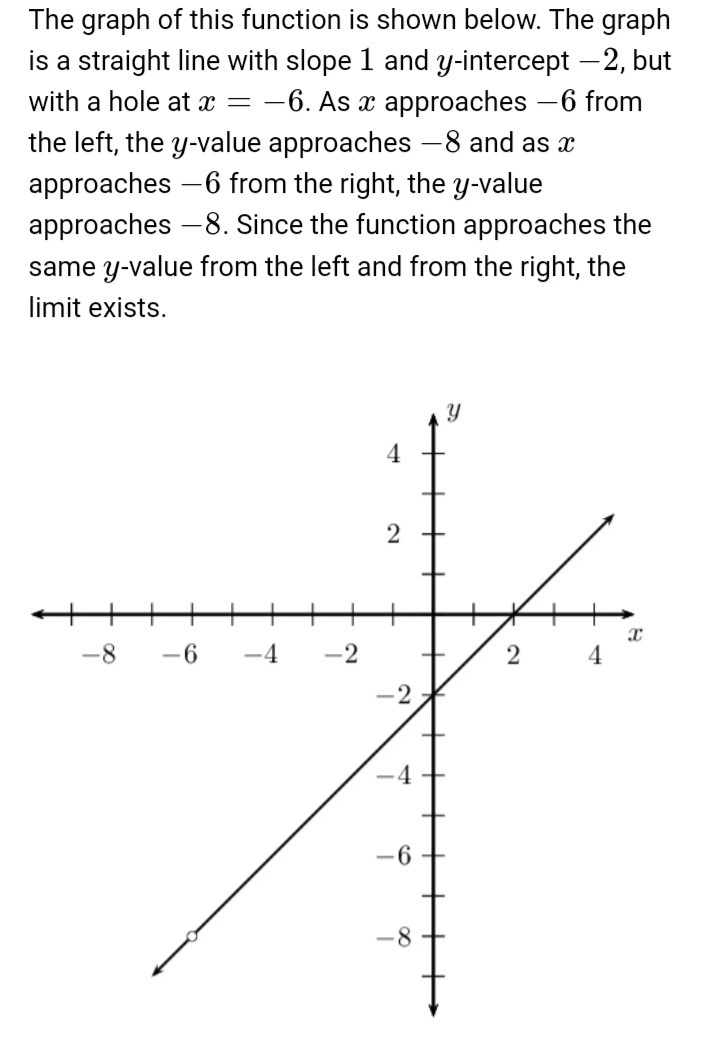 The graph of this function is shown below. The graph
is a straight line with slope 1 and y-intercept −2, but
with a hole at x = −6. As x approaches −6 from
the left, the y-value approaches −8 and as x
approaches −6 from the right, the y-value
approaches −8. Since the function approaches the
same y-value from the left and from the right, the
limit exists.
y
4
2
x
−8 −6 −4 −2 2 4
−2
−4
−6
−8